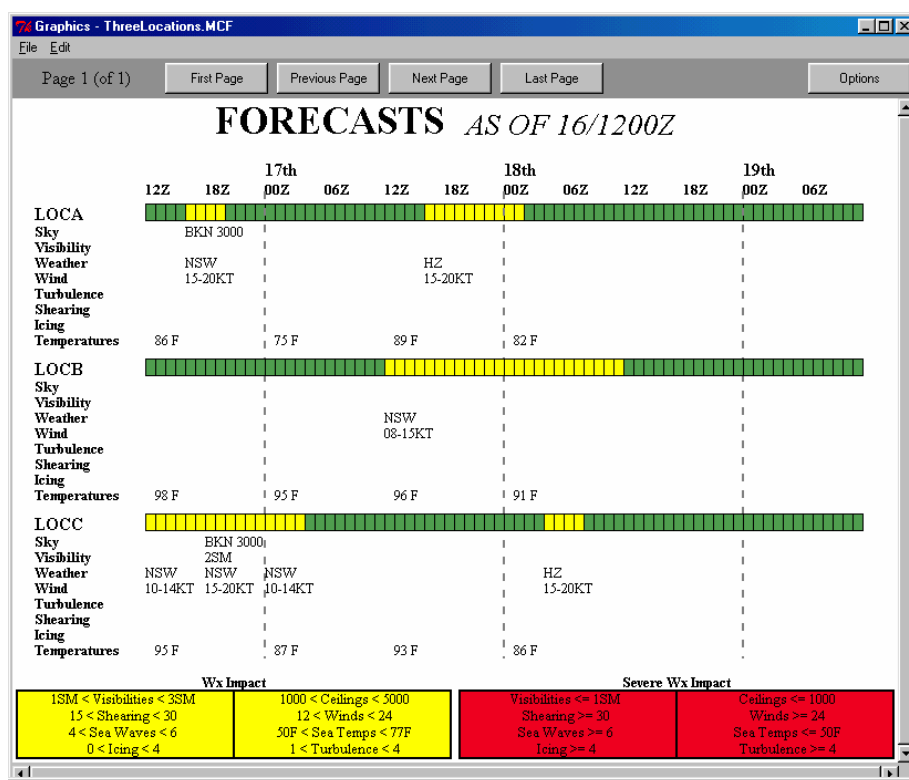 Graphics - ThreeLocations.MCF
File Edit
Page 1 (of 1) First Page Previous Page Next Page Last Page Options
FORECASTS AS OF 16/1200Z
17th 18th 19th
12Z 18Z 00Z 06Z 12Z 18Z 00Z 06Z 12Z 18Z 00Z 06Z
LOCA
Sky BKN 3000
Visibility
Weather NSW HZ
Wind 15-20KT 15-20KT
Turbulence
Shearing
Icing
Temperatures 86 F 75 F 89 F 82 F
LOCB
Sky
Visibility
Weather NSW
Wind 08-15KT
Turbulence
Shearing
Icing
Temperatures 98 F 95 F 96 F 91 F
LOCC
Sky BKN 3000
Visibility 2SM
Weather NSW NSW NSW HZ
Wind 10-14KT 15-20KT 10-14KT 15-20KT
Turbulence
Shearing
Icing
Temperatures 95 F 87 F 93 F 86 F
Wx Impact Severe Wx Impact
1SM < Visibilities < 3SM 1000 < Ceilings < 5000 Visibilities <= 1SM Ceilings <= 1000
15 < Shearing < 30 12 < Winds < 24 Shearing >= 30 Winds >= 24
4 < Sea Waves < 6 50F < Sea Temps < 77F Sea Waves >= 6 Sea Temps <= 50F
0 < Icing < 4 1 < Turbulence < 4 Icing >= 4 Turbulence >= 4